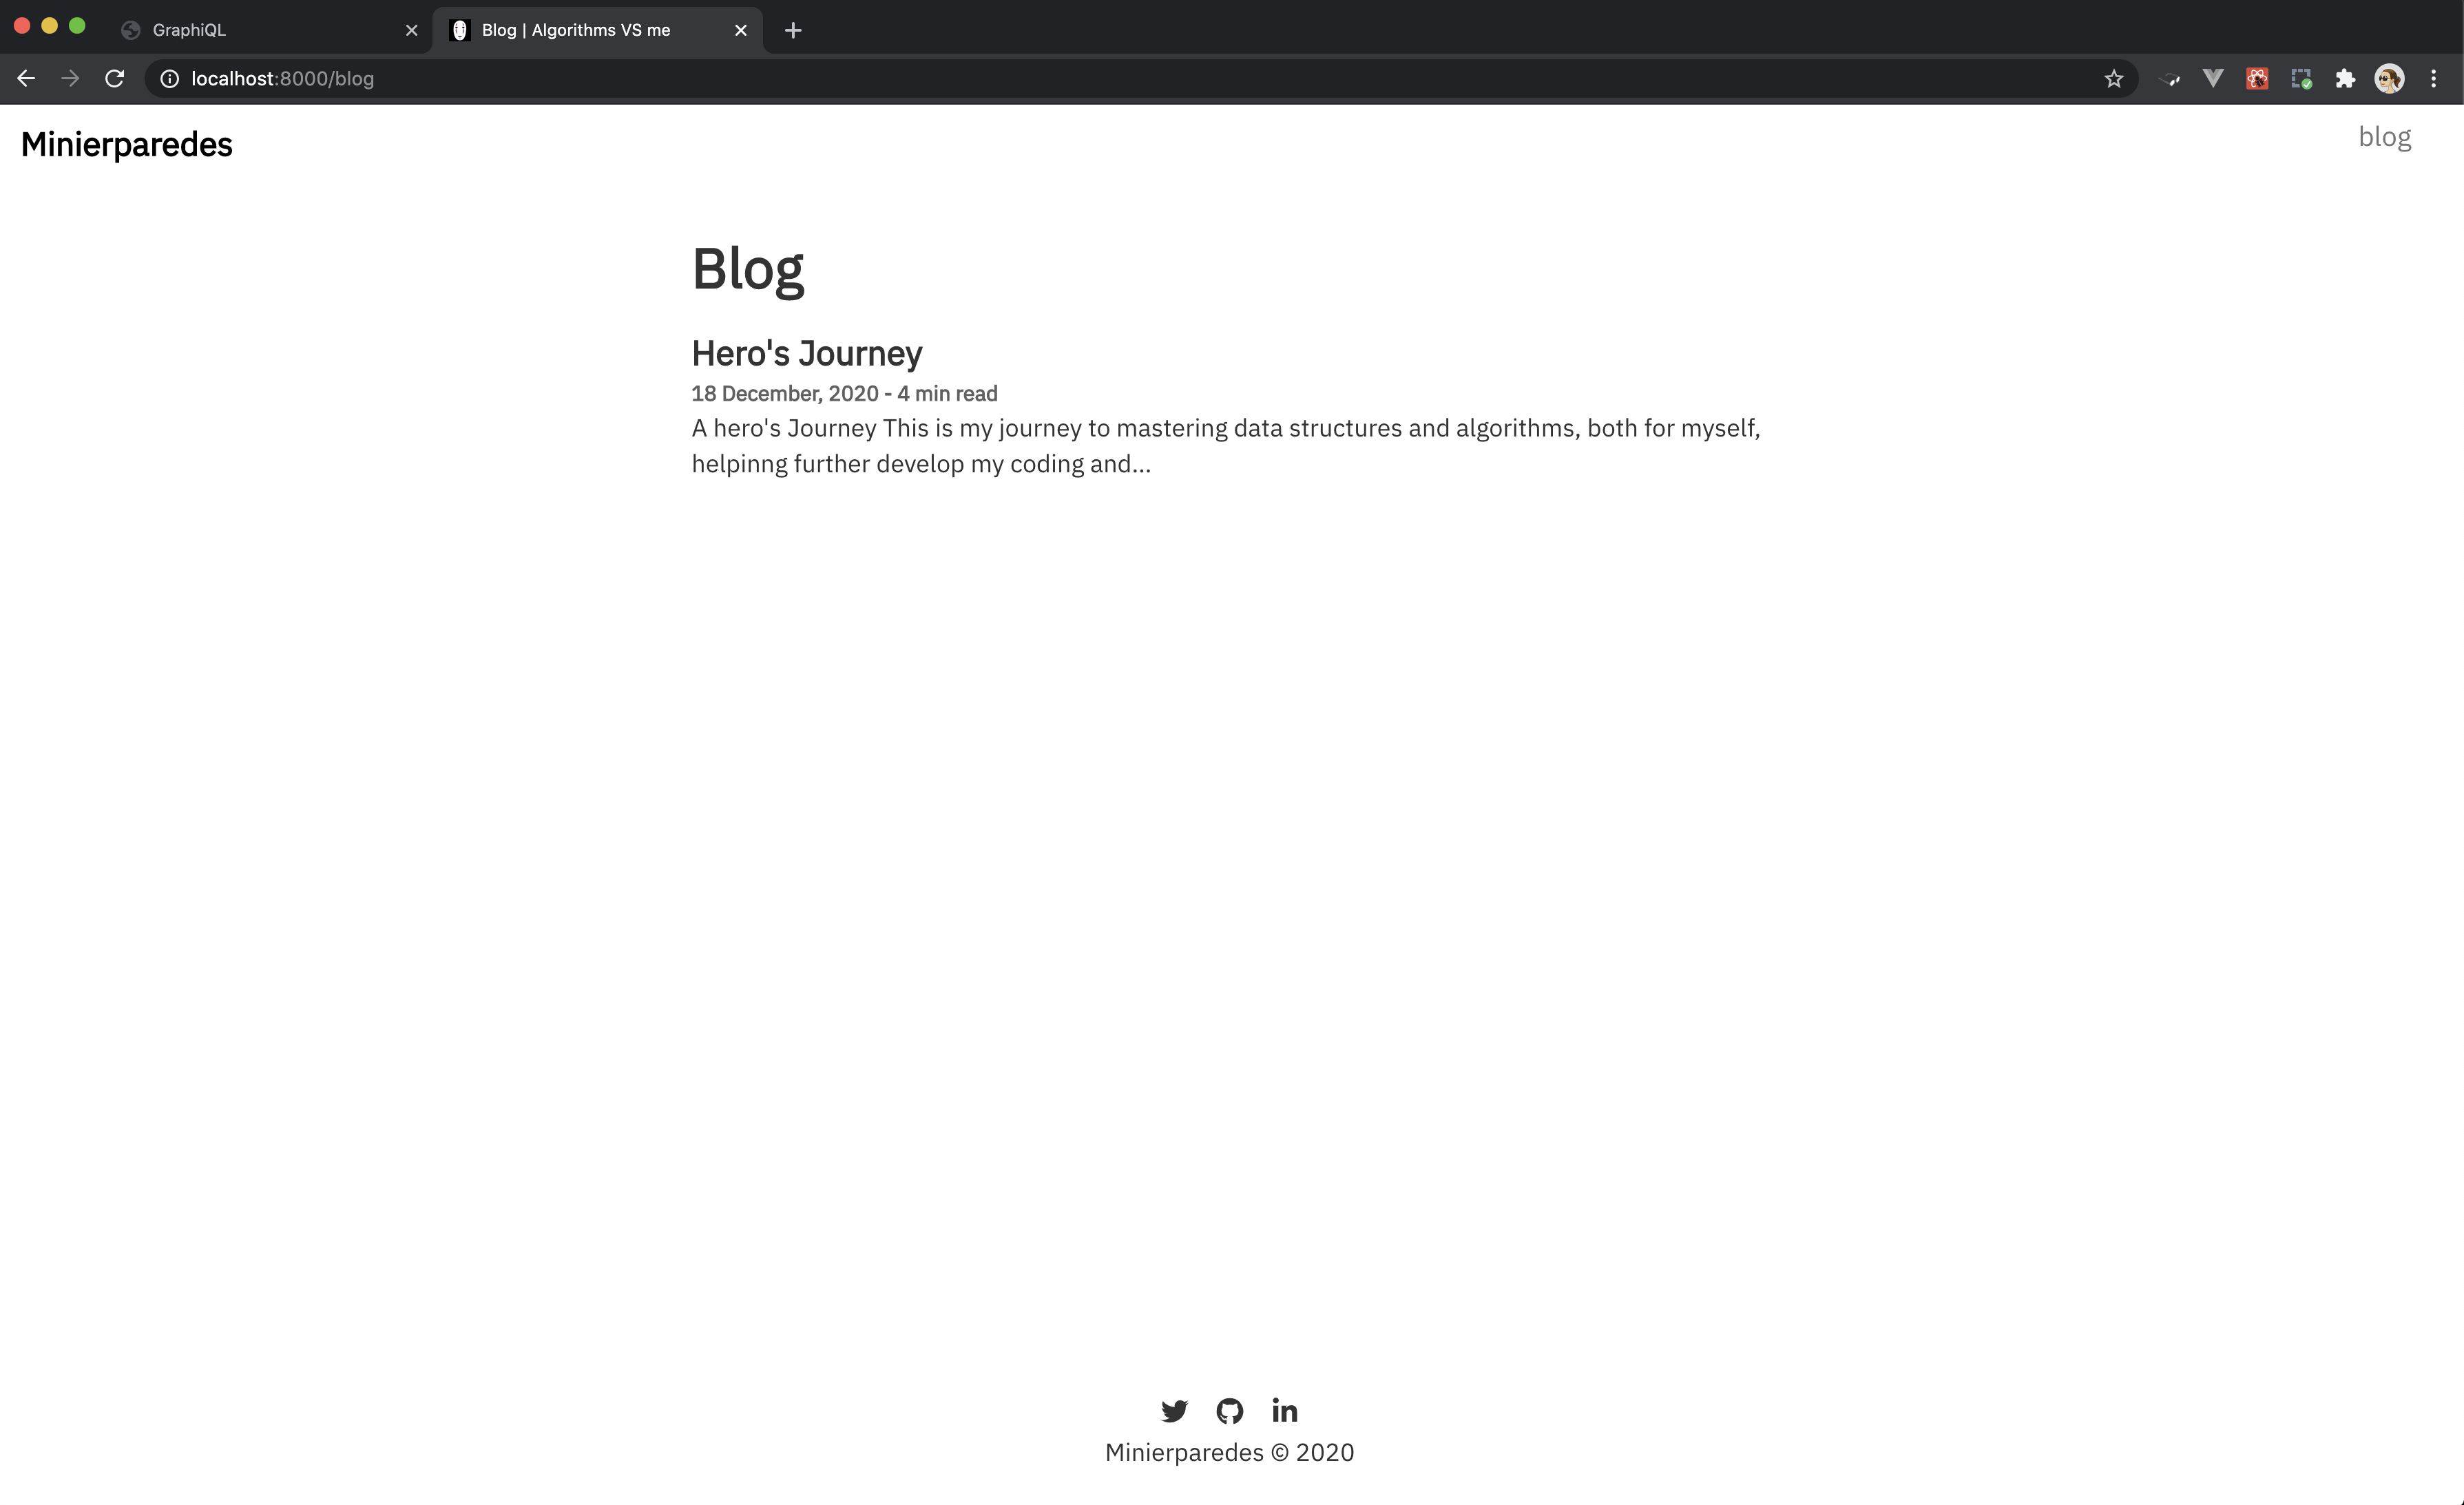 GraphiQL
Blog | Algorithms VS me
localhost:8000/blog
Minierparedes
blog
Blog
Hero's Journey
18 December, 2020 - 4 min read
A hero's Journey This is my journey to mastering data structures and algorithms, both for myself,
helpinng further develop my coding and...
in
Minierparedes © 2020